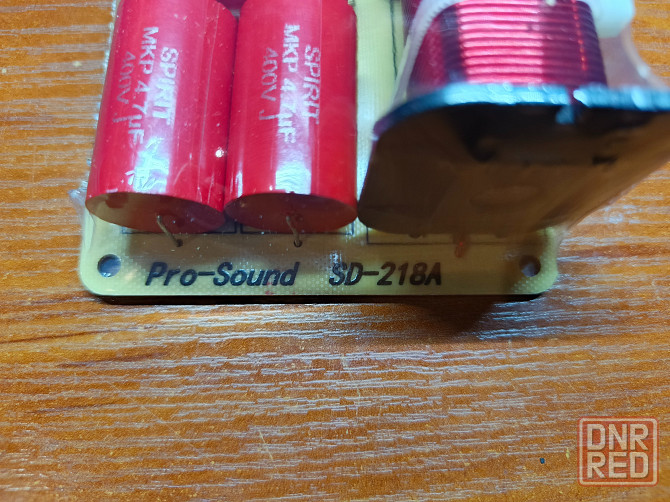 SPIRIT
MKP 4.7μF
400V
SPIRIT
MKP 4.7μF
400V
Pro-Sound SD-218A
DNR
RED